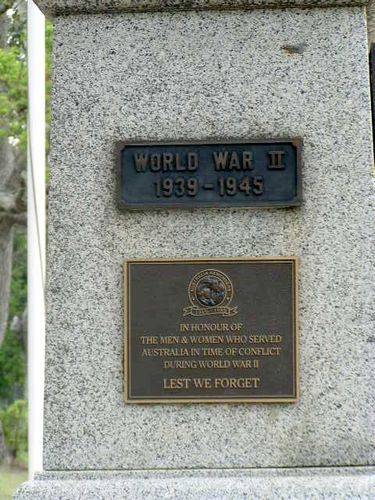 WORLD WAR II
1939-1945
IN HONOUR OF
THE MEN & WOMEN WHO SERVED
AUSTRALIA IN TIME OF CONFLICT
DURING WORLD WAR II
LEST WE FORGET